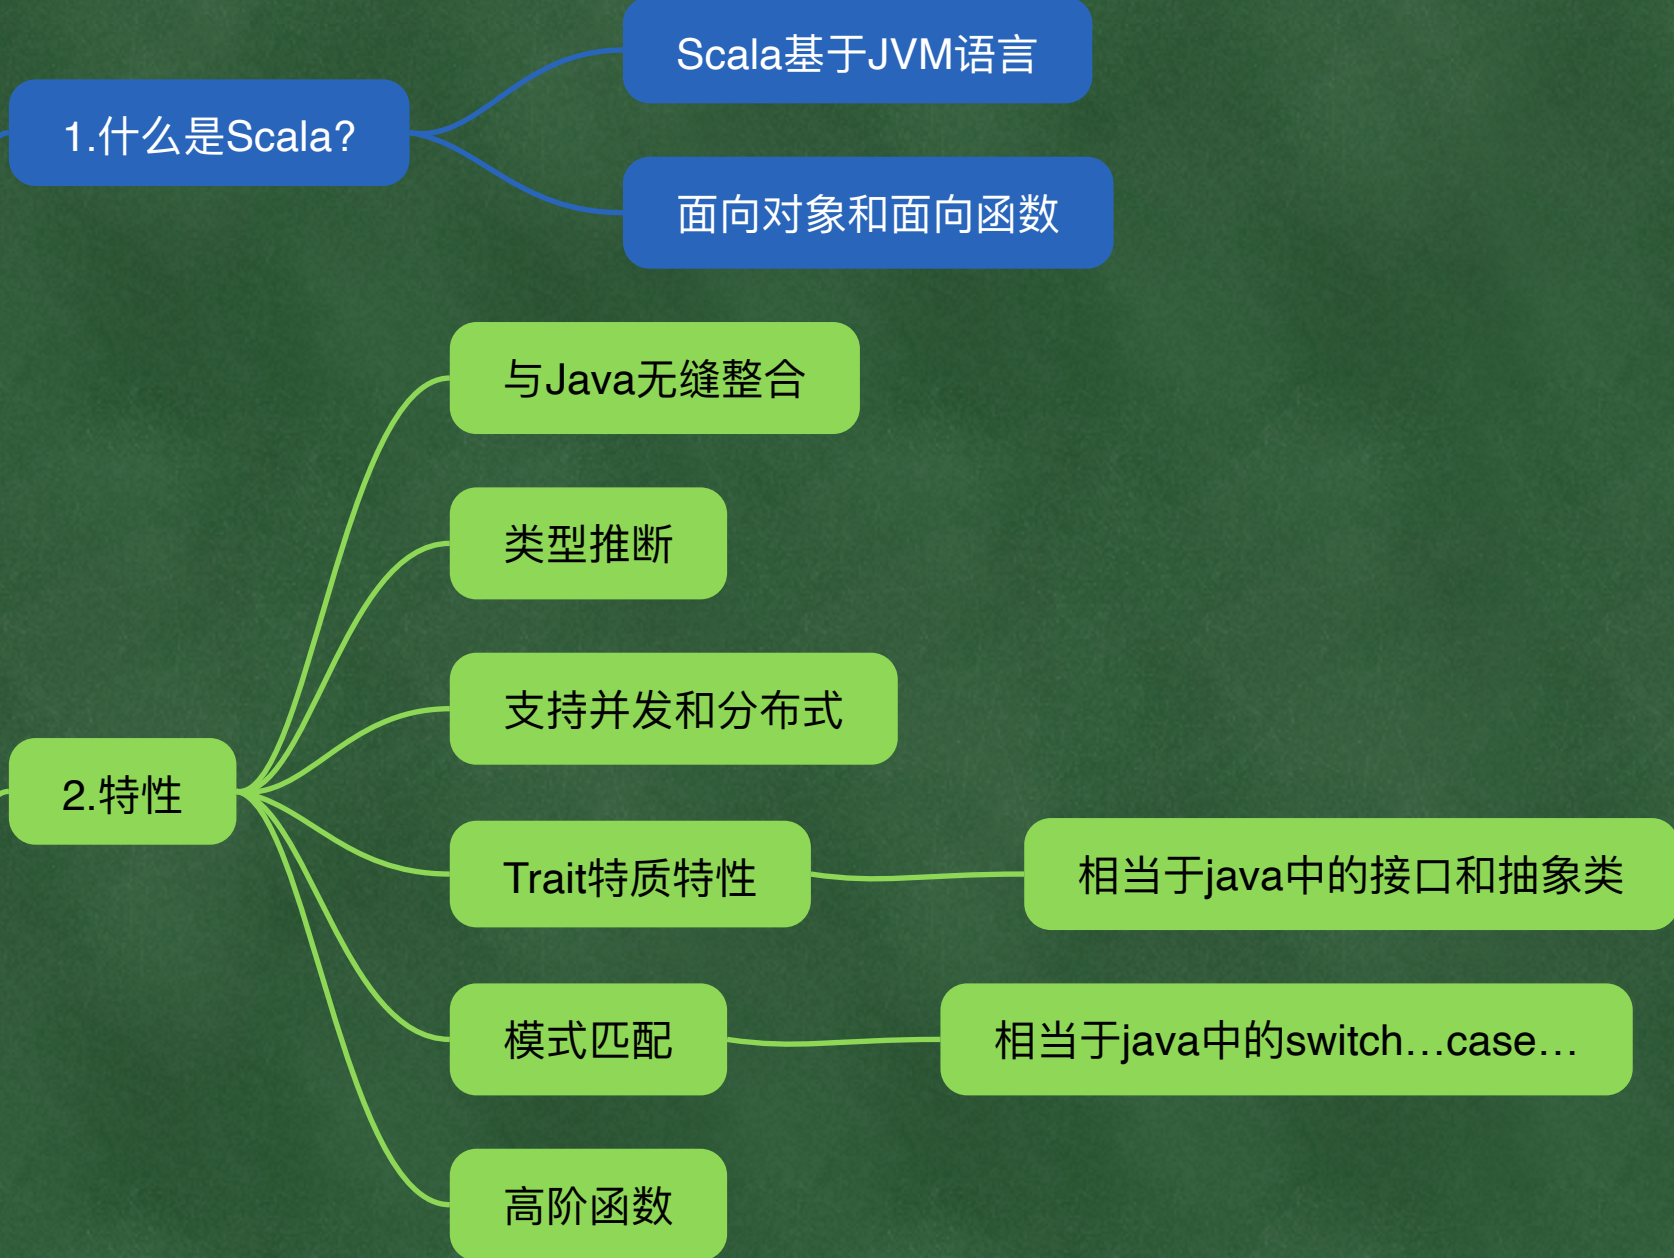 1.什么是Scala?
Scala基于JVM语言
面向对象和面向函数
2.特性
与Java无缝整合
类型推断
支持并发和分布式
Trait特质特性
相当于java中的接口和抽象类
模式匹配
相当于java中的switch…case…
高阶函数